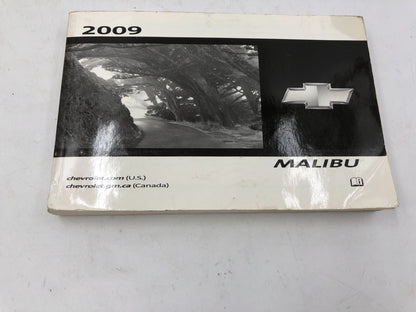 2009
MALIBU
chevrolet.com (U.S.)
chevrolet.gm.ca (Canada)